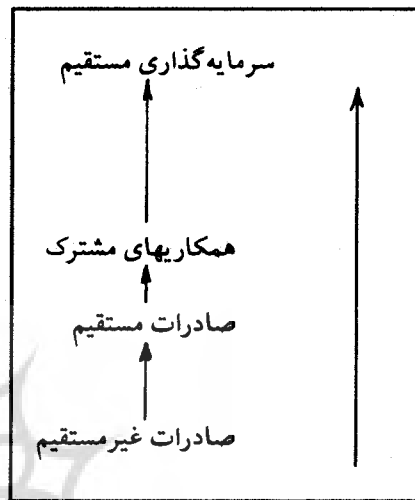 سرمایه‌گذاری مستقیم
همکاریهای مشترک
صادرات مستقیم
صادرات غیرمستقیم